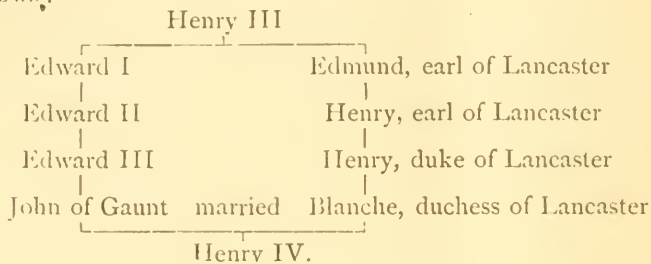 Henry III
Edward I Edmund, earl of Lancaster
Edward II Henry, earl of Lancaster
Edward III Henry, duke of Lancaster
John of Gaunt married Blanche, duchess of Lancaster
Henry IV.